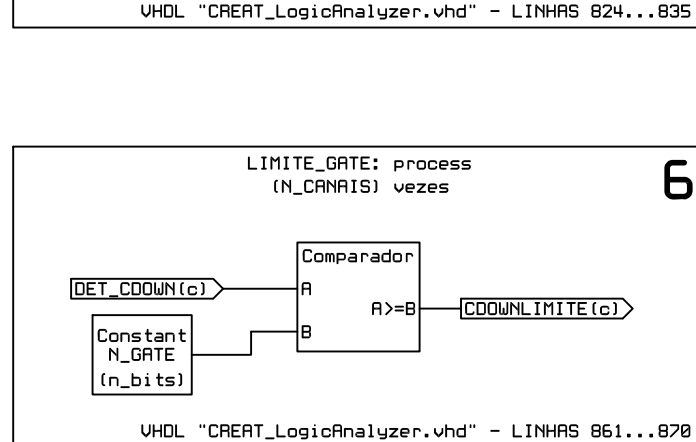 VHDL "CREAT_LogicAnalyzer.vhd" - LINHAS 824...835
LIMITE_GATE: process
(N_CANAIS) vezes
6
Comparador
DET_CDOWN(c)
A
A>=B
CDOWNLIMITE(c)
B
Constant
N_GATE
(n_bits)
VHDL "CREAT_LogicAnalyzer.vhd" - LINHAS 861...870